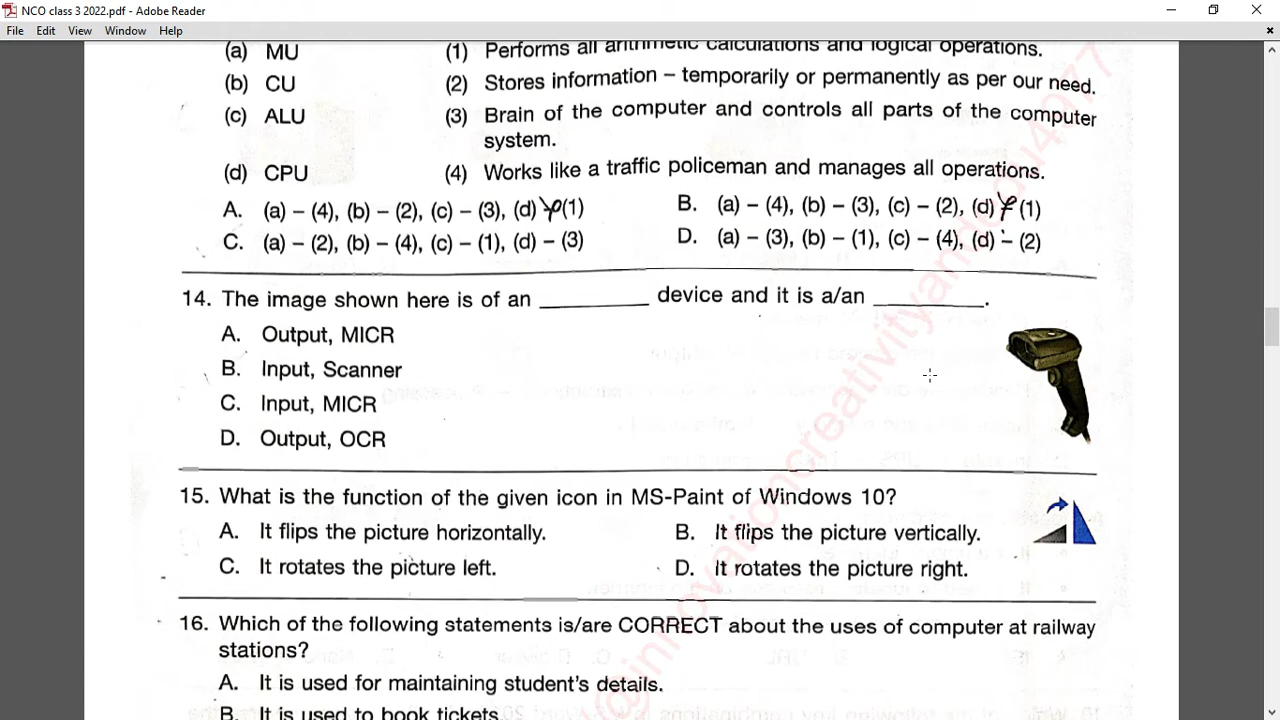 NCO class 3 2022.pdf - Adobe Reader
File Edit View Window Help
(a) MU (1) Performs all arithmetic calculations and logical operations.
(b) CU (2) Stores information – temporarily or permanently as per our need.
(c) ALU (3) Brain of the computer and controls all parts of the computer
system.
(d) CPU (4) Works like a traffic policeman and manages all operations.
A. (a) – (4), (b) – (2), (c) – (3), (d) – (1) B. (a) – (4), (b) – (3), (c) – (2), (d) – (1)
C. (a) – (2), (b) – (4), (c) – (1), (d) – (3) D. (a) – (3), (b) – (1), (c) – (4), (d) – (2)
14. The image shown here is of an ________ device and it is a/an ________.
A. Output, MICR
B. Input, Scanner
C. Input, MICR
D. Output, OCR
15. What is the function of the given icon in MS-Paint of Windows 10?
A. It flips the picture horizontally. B. It flips the picture vertically.
C. It rotates the picture left. D. It rotates the picture right.
16. Which of the following statements is/are CORRECT about the uses of computer at railway
stations?
A. It is used for maintaining student's details.
B. It is used to book tickets